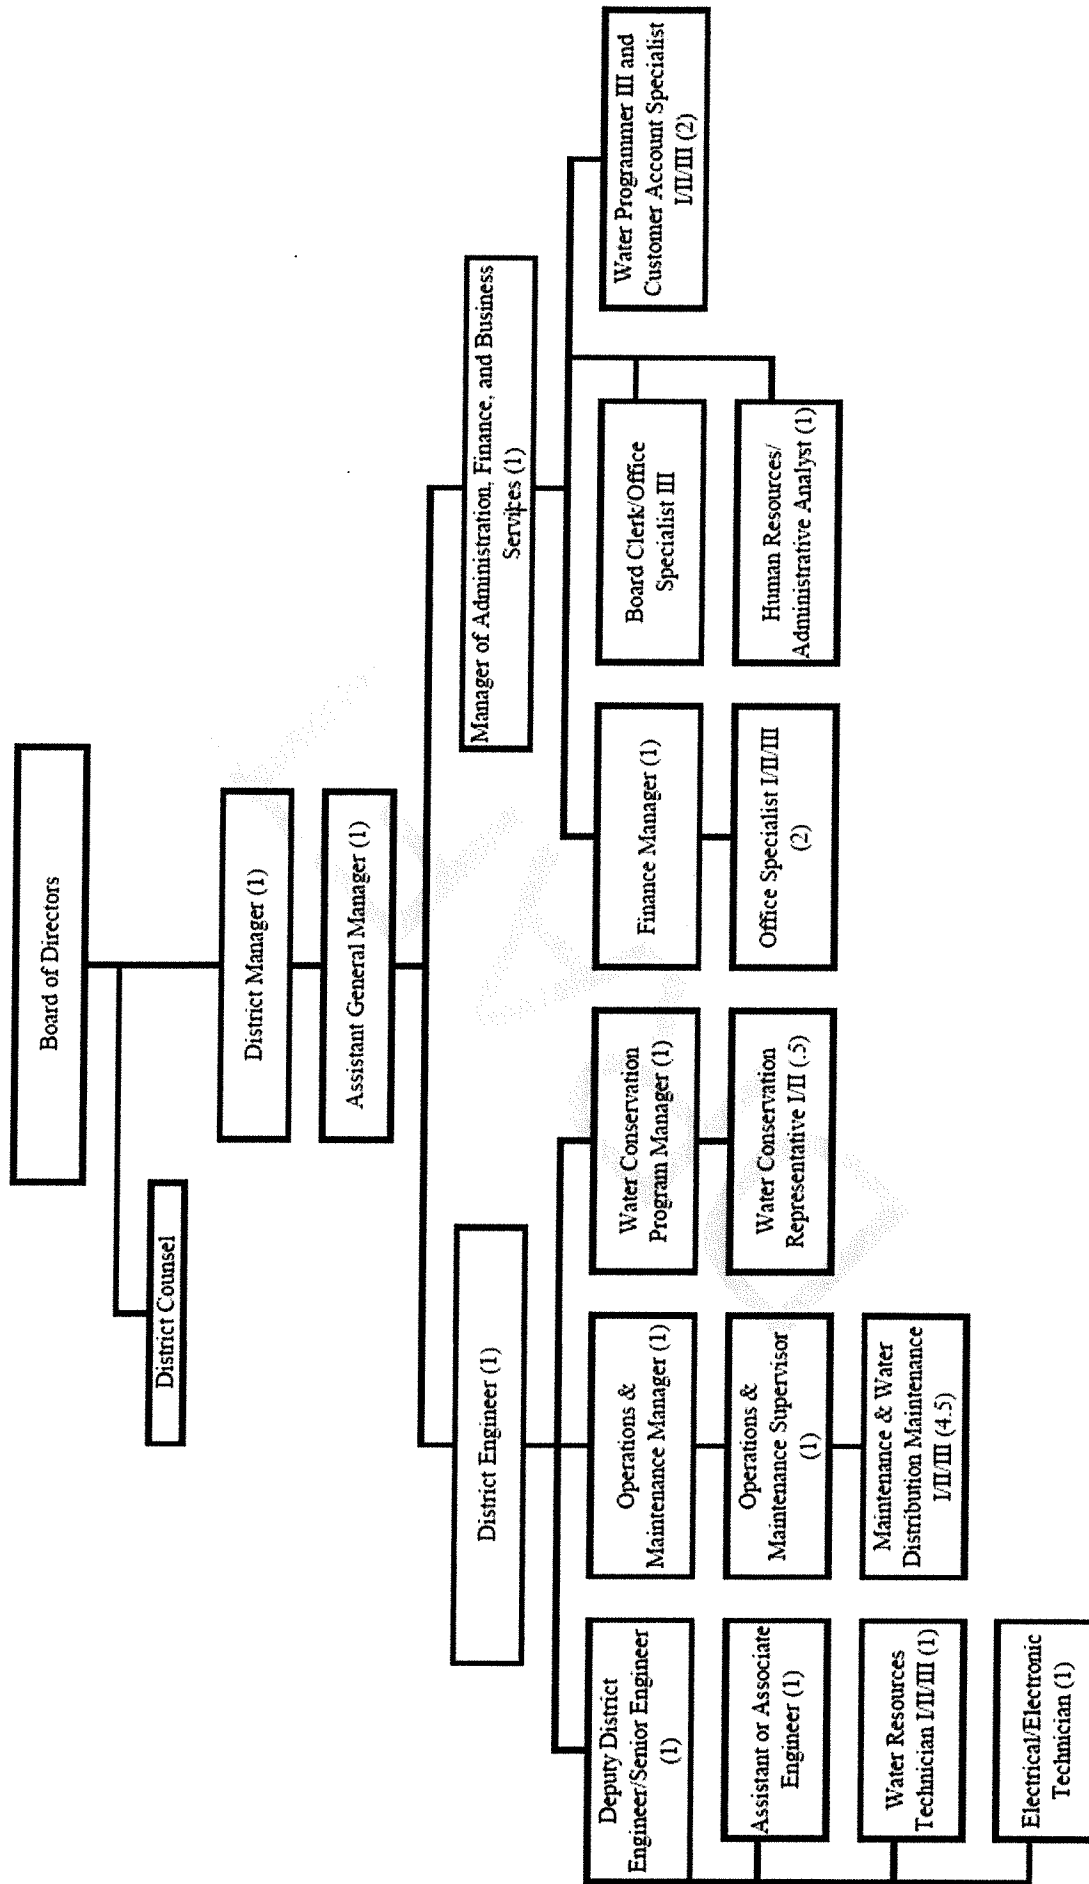 Board of Directors
District Counsel
District Manager (1)
Assistant General Manager (1)
District Engineer (1)
Manager of Administration, Finance, and Business
Services (1)
Deputy District
Engineer/Senior Engineer
(1)
Operations &
Maintenance Manager (1)
Water Conservation
Program Manager (1)
Finance Manager (1)
Board Clerk/Office
Specialist III
Water Programmer III and
Customer Account Specialist
I/II/III (2)
Assistant or Associate
Engineer (1)
Operations &
Maintenance Supervisor
(1)
Water Conservation
Representative I/II (.5)
Office Specialist I/II/III
(2)
Human Resources/
Administrative Analyst (1)
Water Resources
Technician I/II/III (1)
Maintenance & Water
Distribution Maintenance
I/II/III (4.5)
Electrical/Electronic
Technician (1)
DRAFT